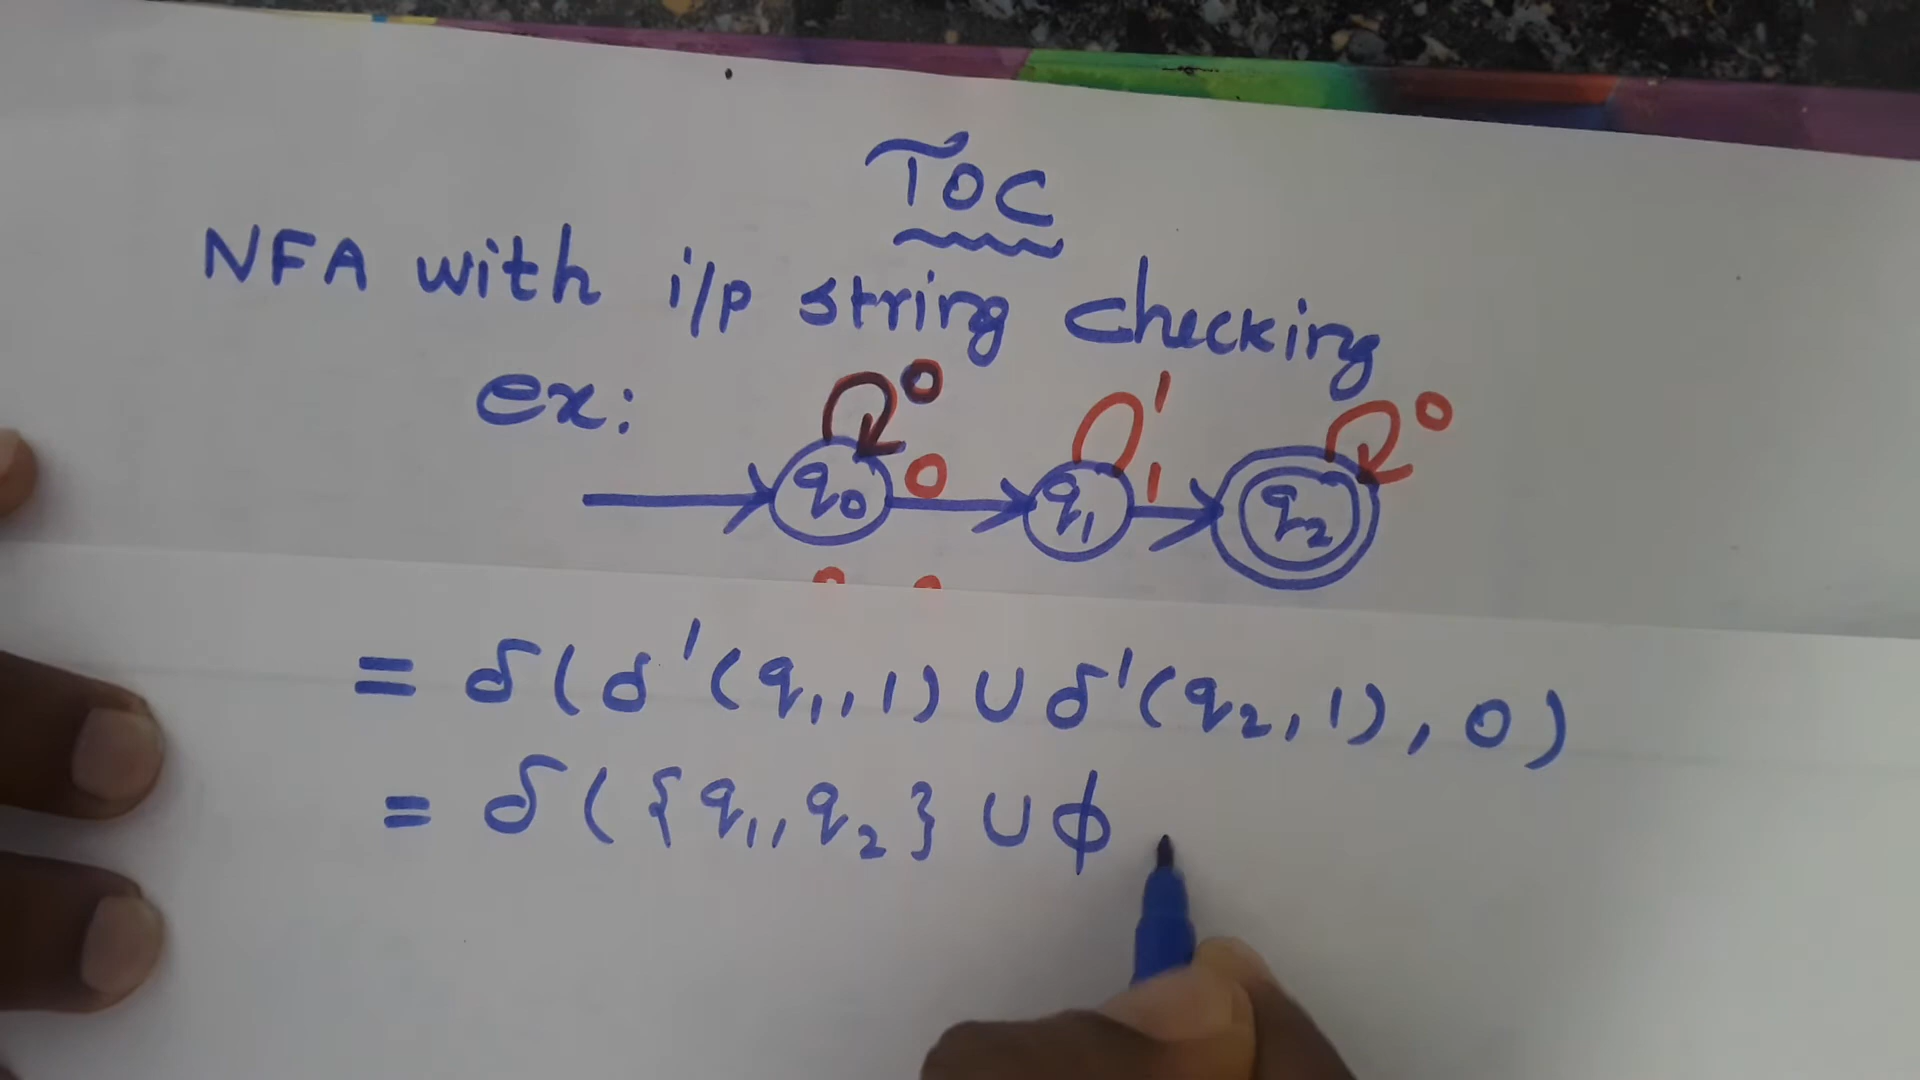 TOC
NFA with i/p string checking
ex:
0 1 0
0 1
q0 q1 q2
= δ(δ'(q1,1) ∪ δ'(q2,1),0)
= δ({q1,q2} ∪ ϕ